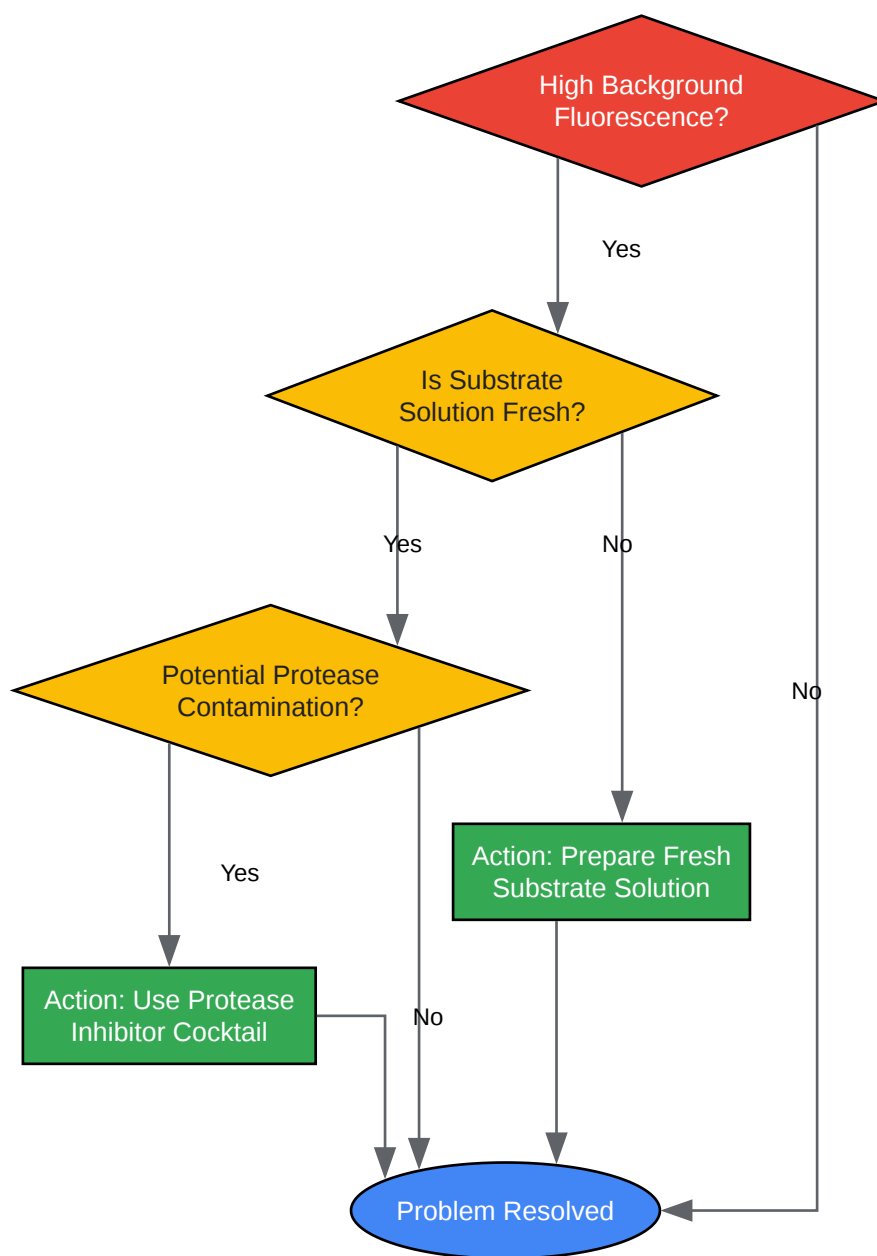 High Background
Fluorescence?
Yes
Is Substrate
Solution Fresh?
Yes
No
Potential Protease
Contamination?
No
Action: Prepare Fresh
Substrate Solution
Yes
Action: Use Protease
Inhibitor Cocktail
No
Problem Resolved